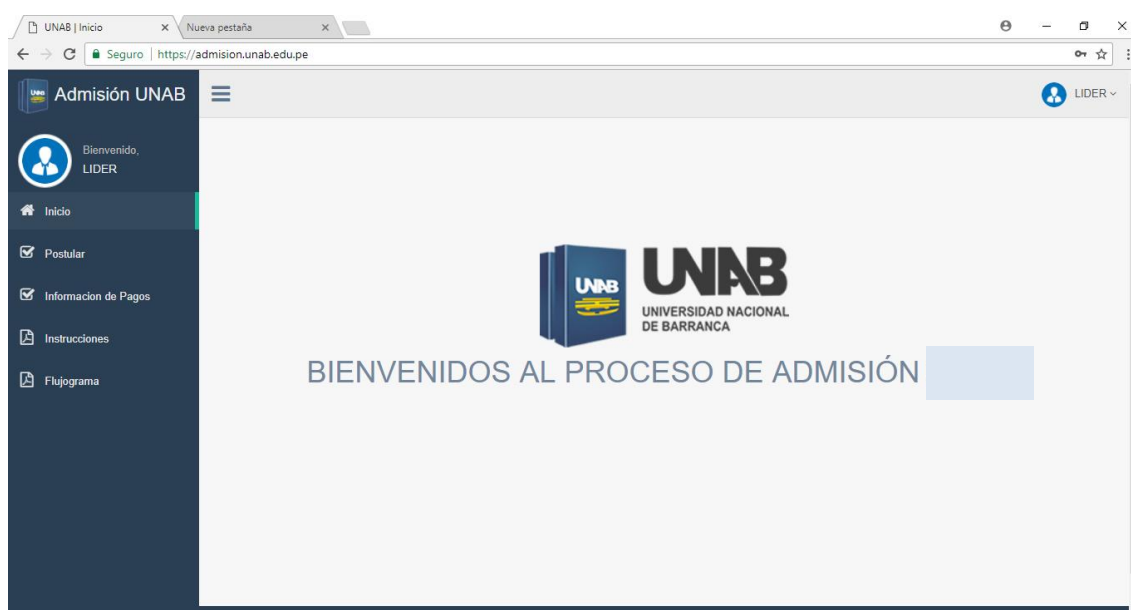 UNAB | Inicio
Nueva pestaña
Seguro | https://admision.unab.edu.pe
Admisión UNAB
LIDER
Bienvenido,
LIDER
Inicio
Postular
Informacion de Pagos
Instrucciones
Flujograma
UNAB
UNAB
UNIVERSIDAD NACIONAL
DE BARRANCA
BIENVENIDOS AL PROCESO DE ADMISIÓN